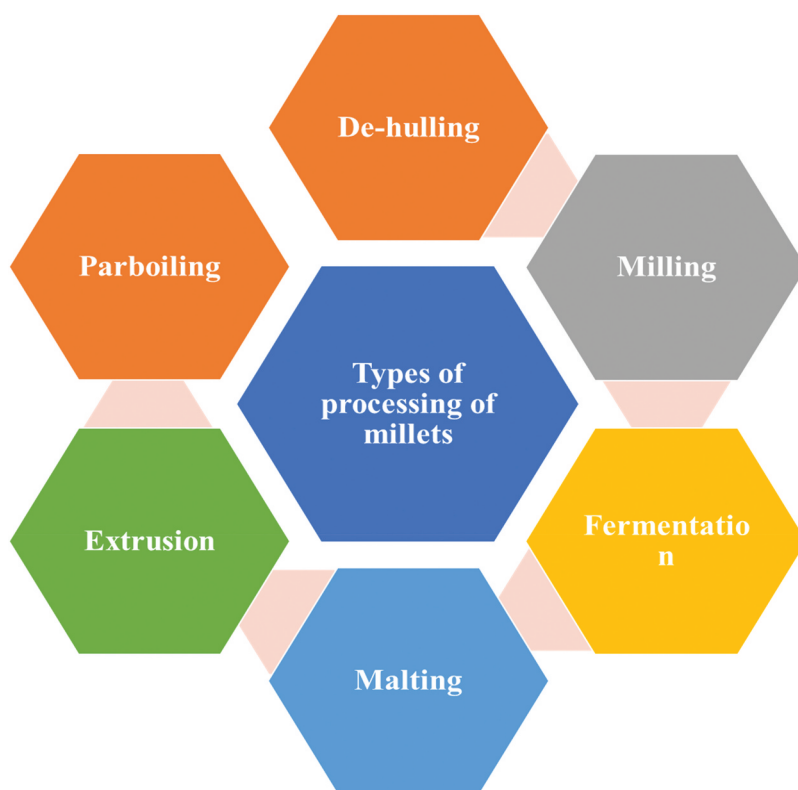 De-hulling
Parboiling
Milling
Types of
processing of
millets
Extrusion
Fermentatio
n
Malting